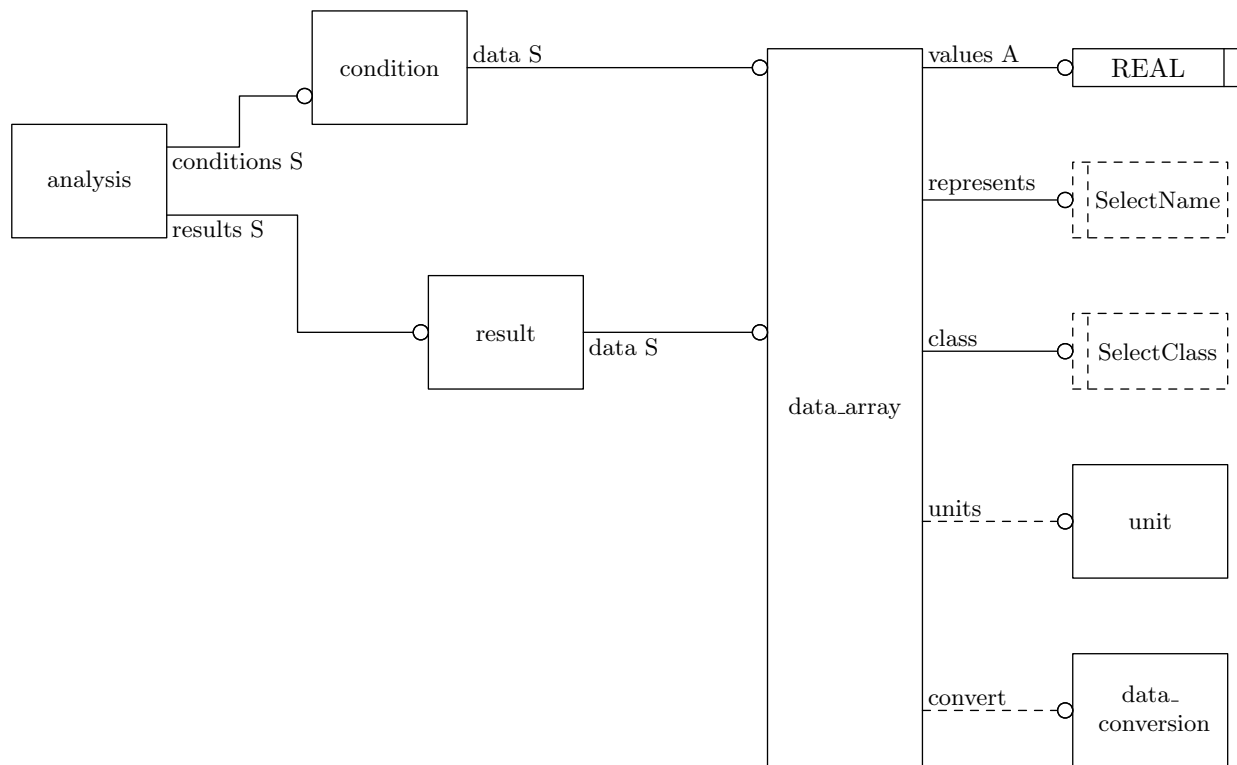 condition
data S
values A
REAL
analysis
conditions S
results S
represents
SelectName
result
data S
class
SelectClass
data_array
units
unit
convert
data_
conversion